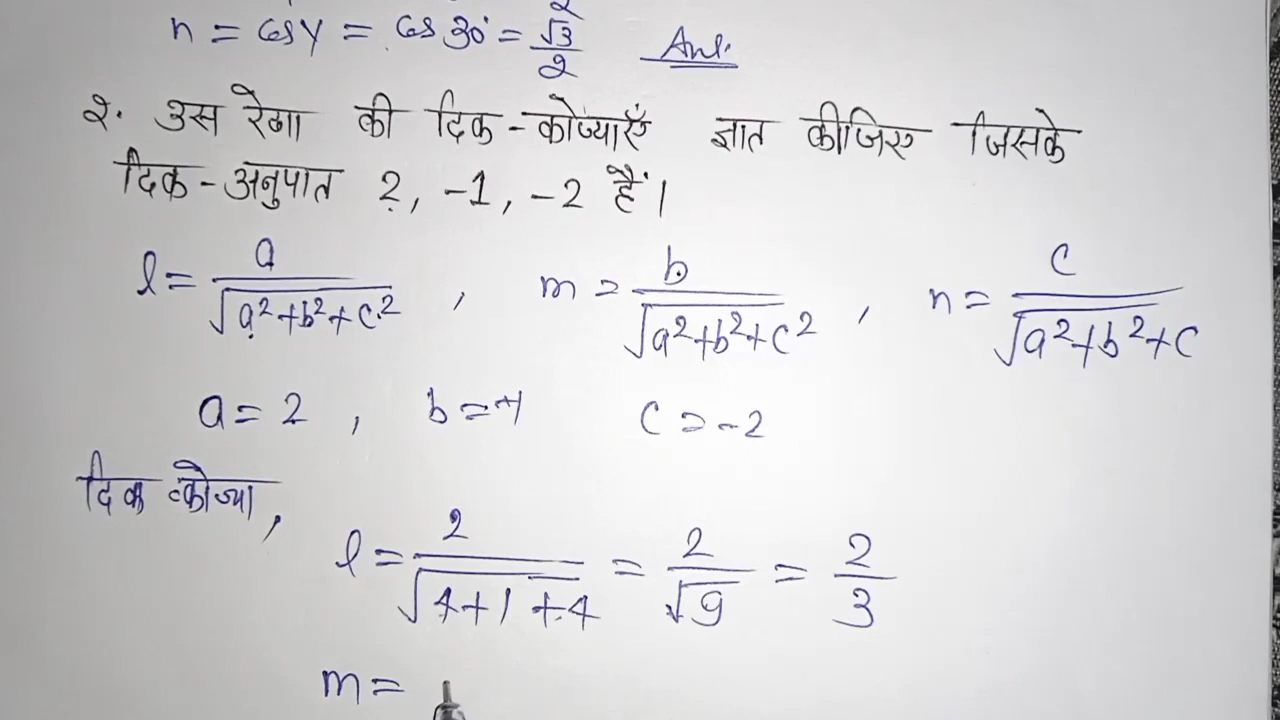 n = cos γ = cos 30° = √3/2 Ans.
२. उस रेखा की दिक-कोज्याएँ ज्ञात कीजिए जिसके
दिक-अनुपात 2, -1, -2 हैं।
l = a/√(a²+b²+c²) , m = b/√(a²+b²+c²) , n = c/√(a²+b²+c
a = 2 , b = -1 c = -2
दिक कोज्या,
l = 2/√(4+1+4) = 2/√9 = 2/3
m =